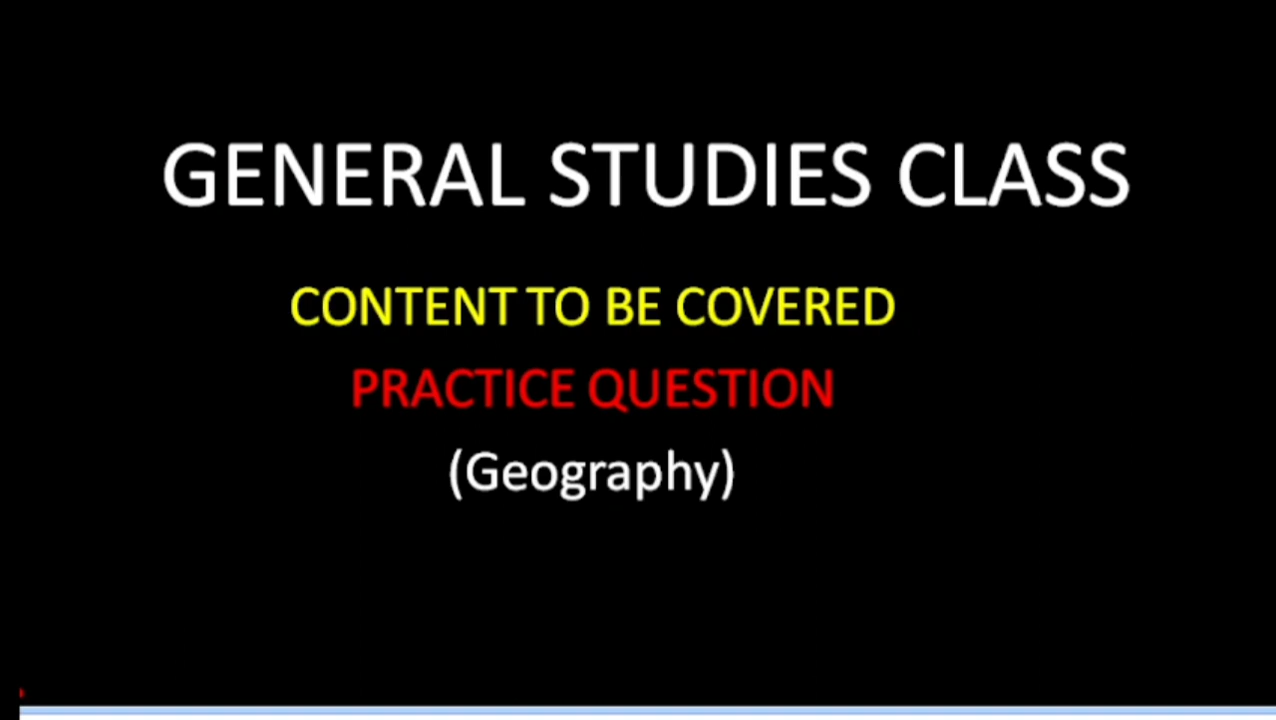 GENERAL STUDIES CLASS
CONTENT TO BE COVERED
PRACTICE QUESTION
(Geography)